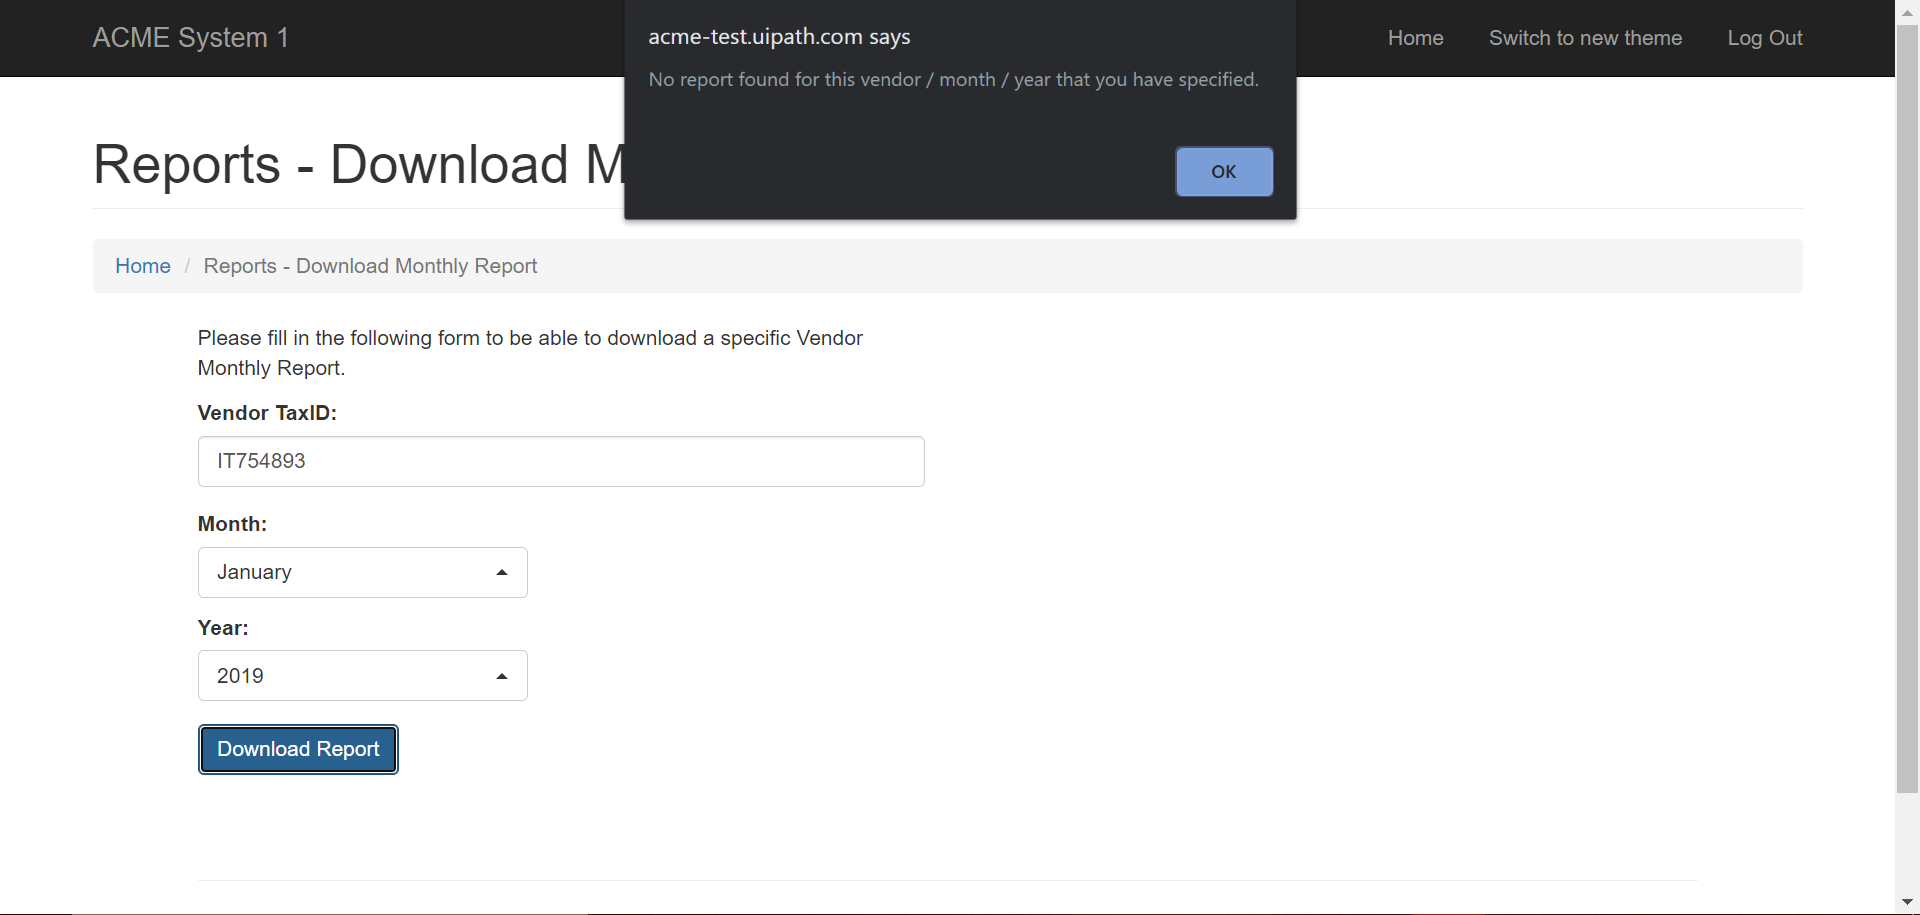 ACME System 1
Home
Switch to new theme
Log Out
acme-test.uipath.com says
No report found for this vendor / month / year that you have specified.
OK
Reports - Download M
Home / Reports - Download Monthly Report
Please fill in the following form to be able to download a specific Vendor
Monthly Report.
Vendor TaxID:
IT754893
Month:
January
Year:
2019
Download Report